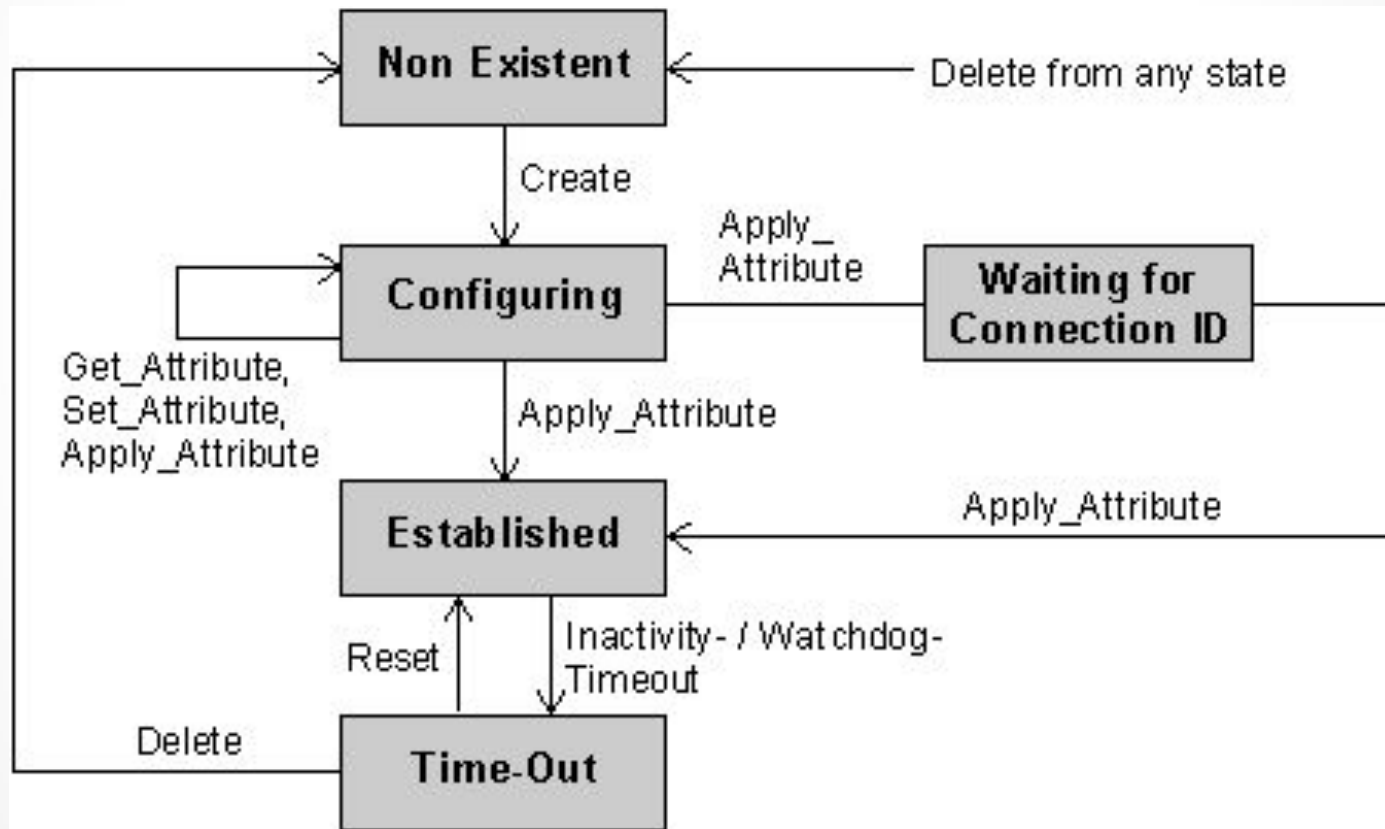 Non Existent
Delete from any state
Create
Apply_
Attribute
Configuring
Waiting for
Connection ID
Get_Attribute,
Set_Attribute,
Apply_Attribute
Apply_Attribute
Established
Apply_Attribute
Reset
Inactivity- / Watchdog-
Timeout
Delete
Time-Out